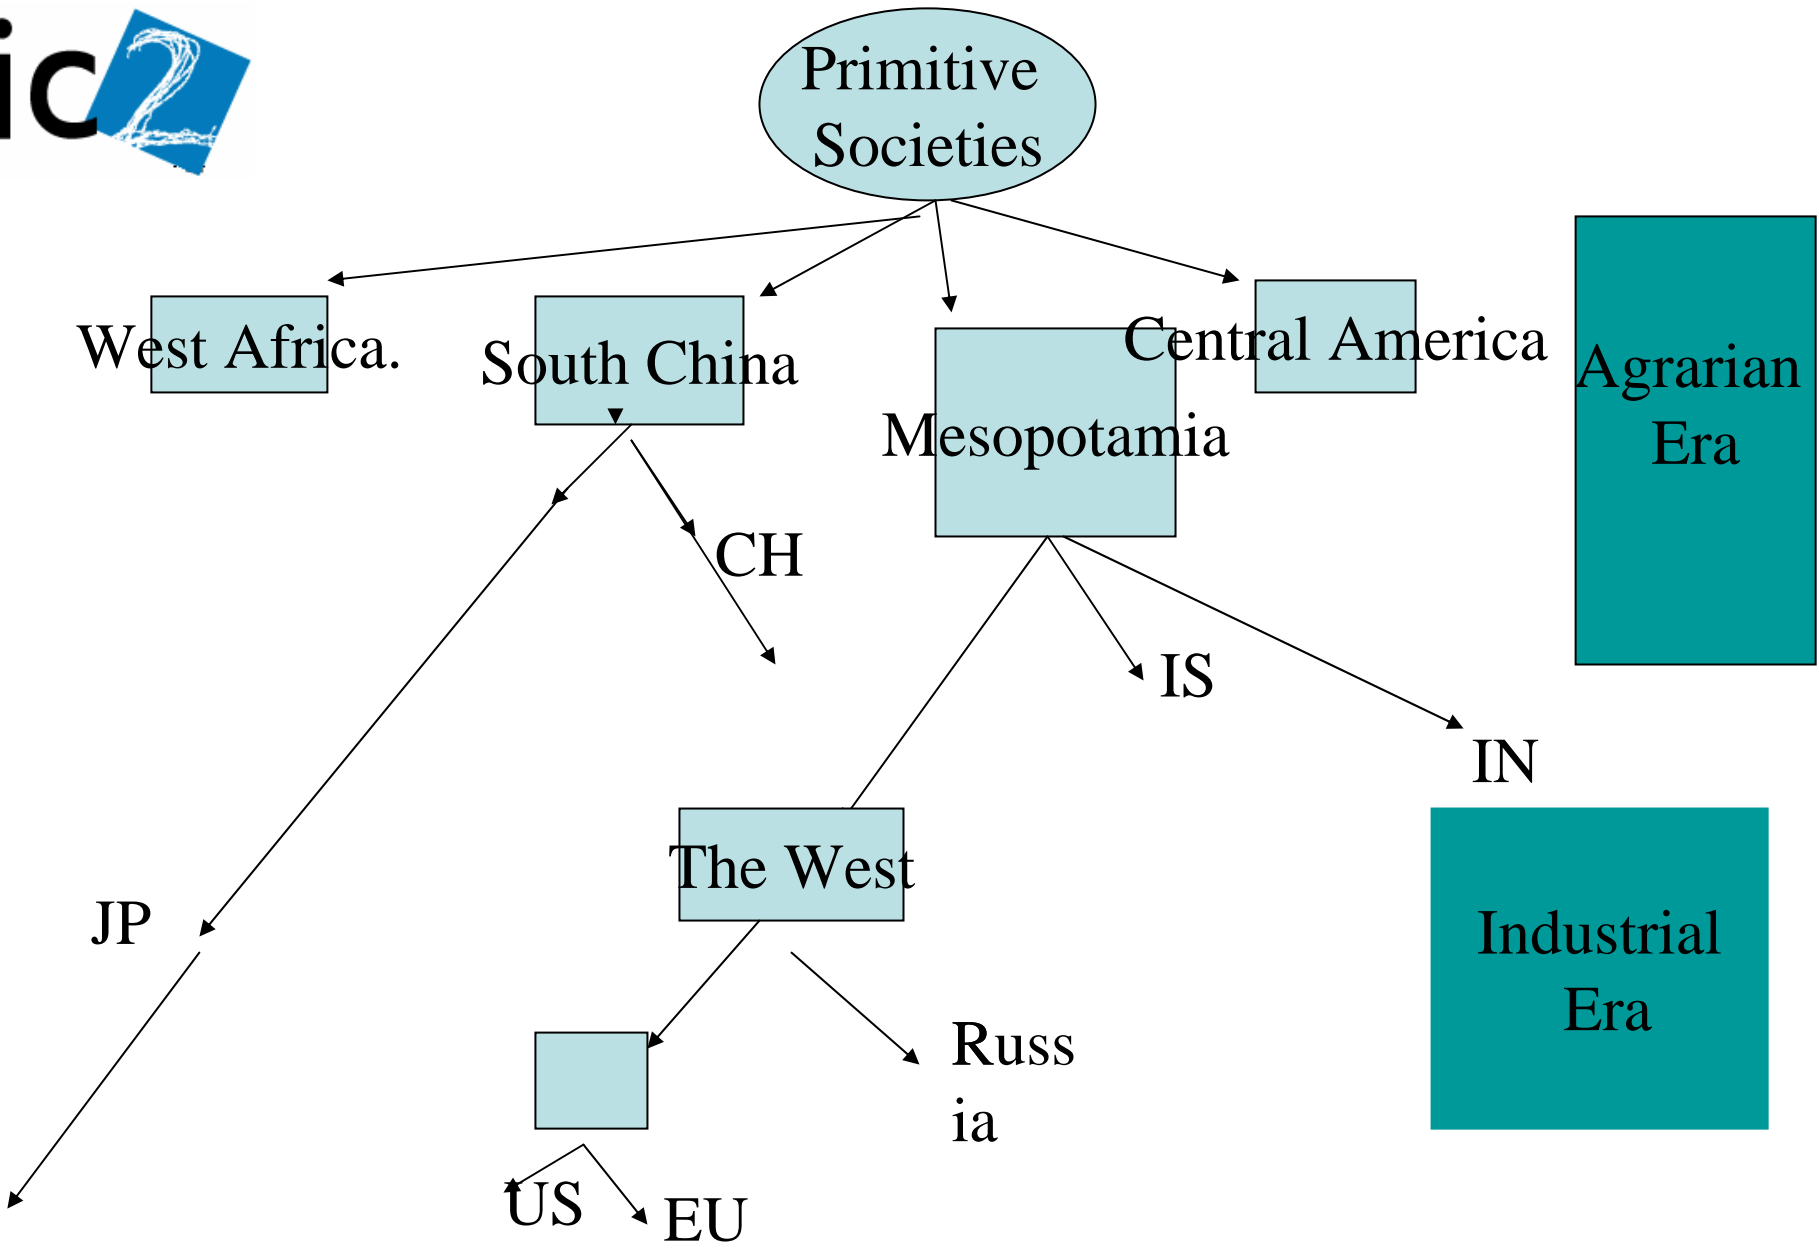 ic2
Primitive
Societies
West Africa.
South China
Mesopotamia
Central America
Agrarian
Era
CH
IS
IN
The West
JP
Industrial
Era
Russ
ia
US
EU